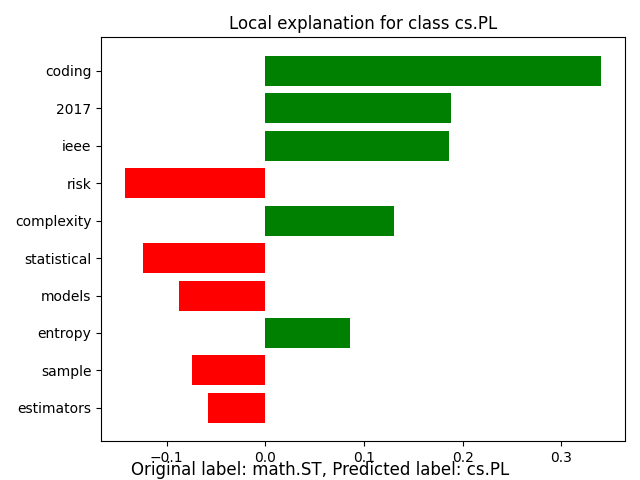 Local explanation for class cs.PL
coding
2017
ieee
risk
complexity
statistical
models
entropy
sample
estimators
−0.1 0.0 0.1 0.2 0.3
Original label: math.ST, Predicted label: cs.PL